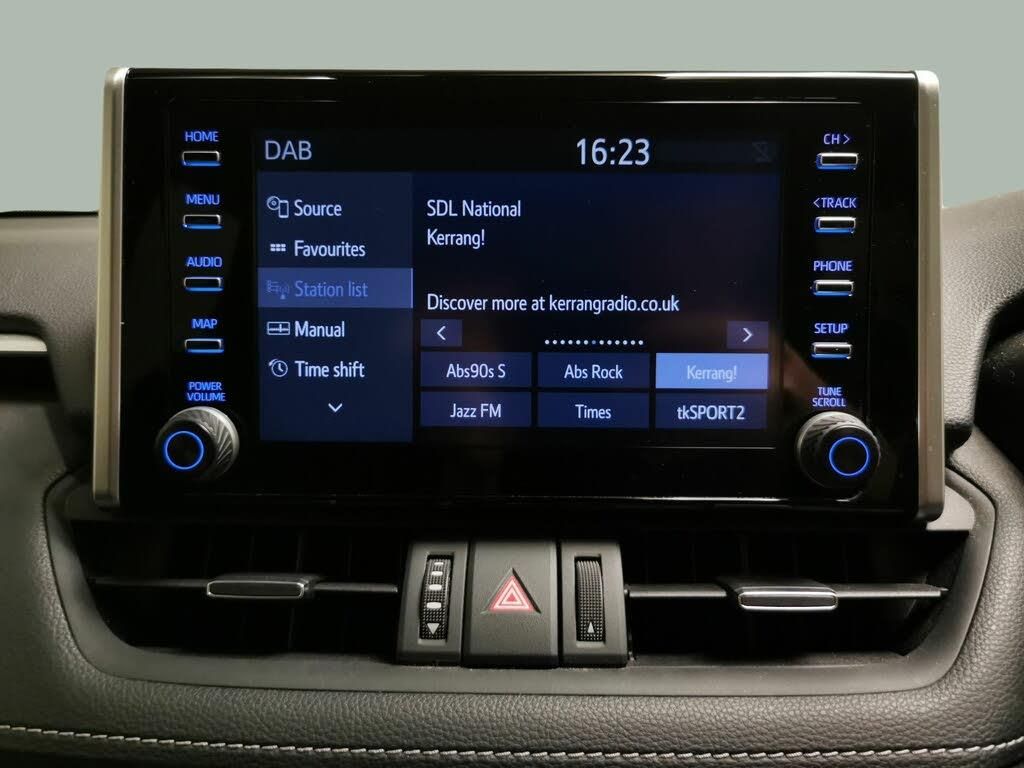 HOME
MENU
AUDIO
MAP
POWER
VOLUME
DAB
16:23
Source
Favourites
Station list
Manual
Time shift
SDL National
Kerrang!
Discover more at kerrangradio.co.uk
Abs90s S
Abs Rock
Kerrang!
Jazz FM
Times
tkSPORT2
CH >
<TRACK
PHONE
SETUP
TUNE
SCROLL